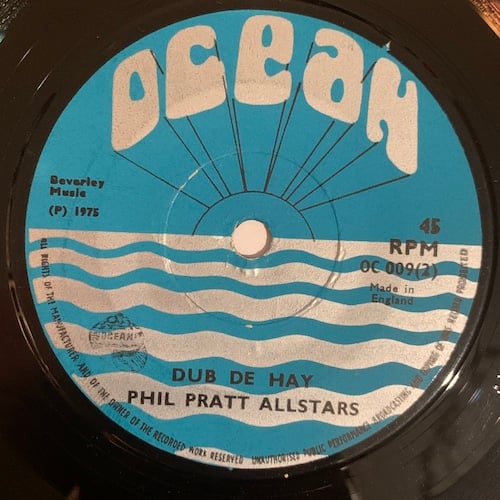 OCEAN
Beverley
Music
(P) 1975
45
RPM
OC 009(2)
Made in
England
OCEAN
DUB DE HAY
PHIL PRATT ALLSTARS
ALL RIGHTS OF THE MANUFACTURER AND OF THE OWNER OF THE RECORDED WORK RESERVED UNAUTHORISED PUBLIC PERFORMANCE BROADCASTING AND COPYING OF THIS RECORD PROHIBITED